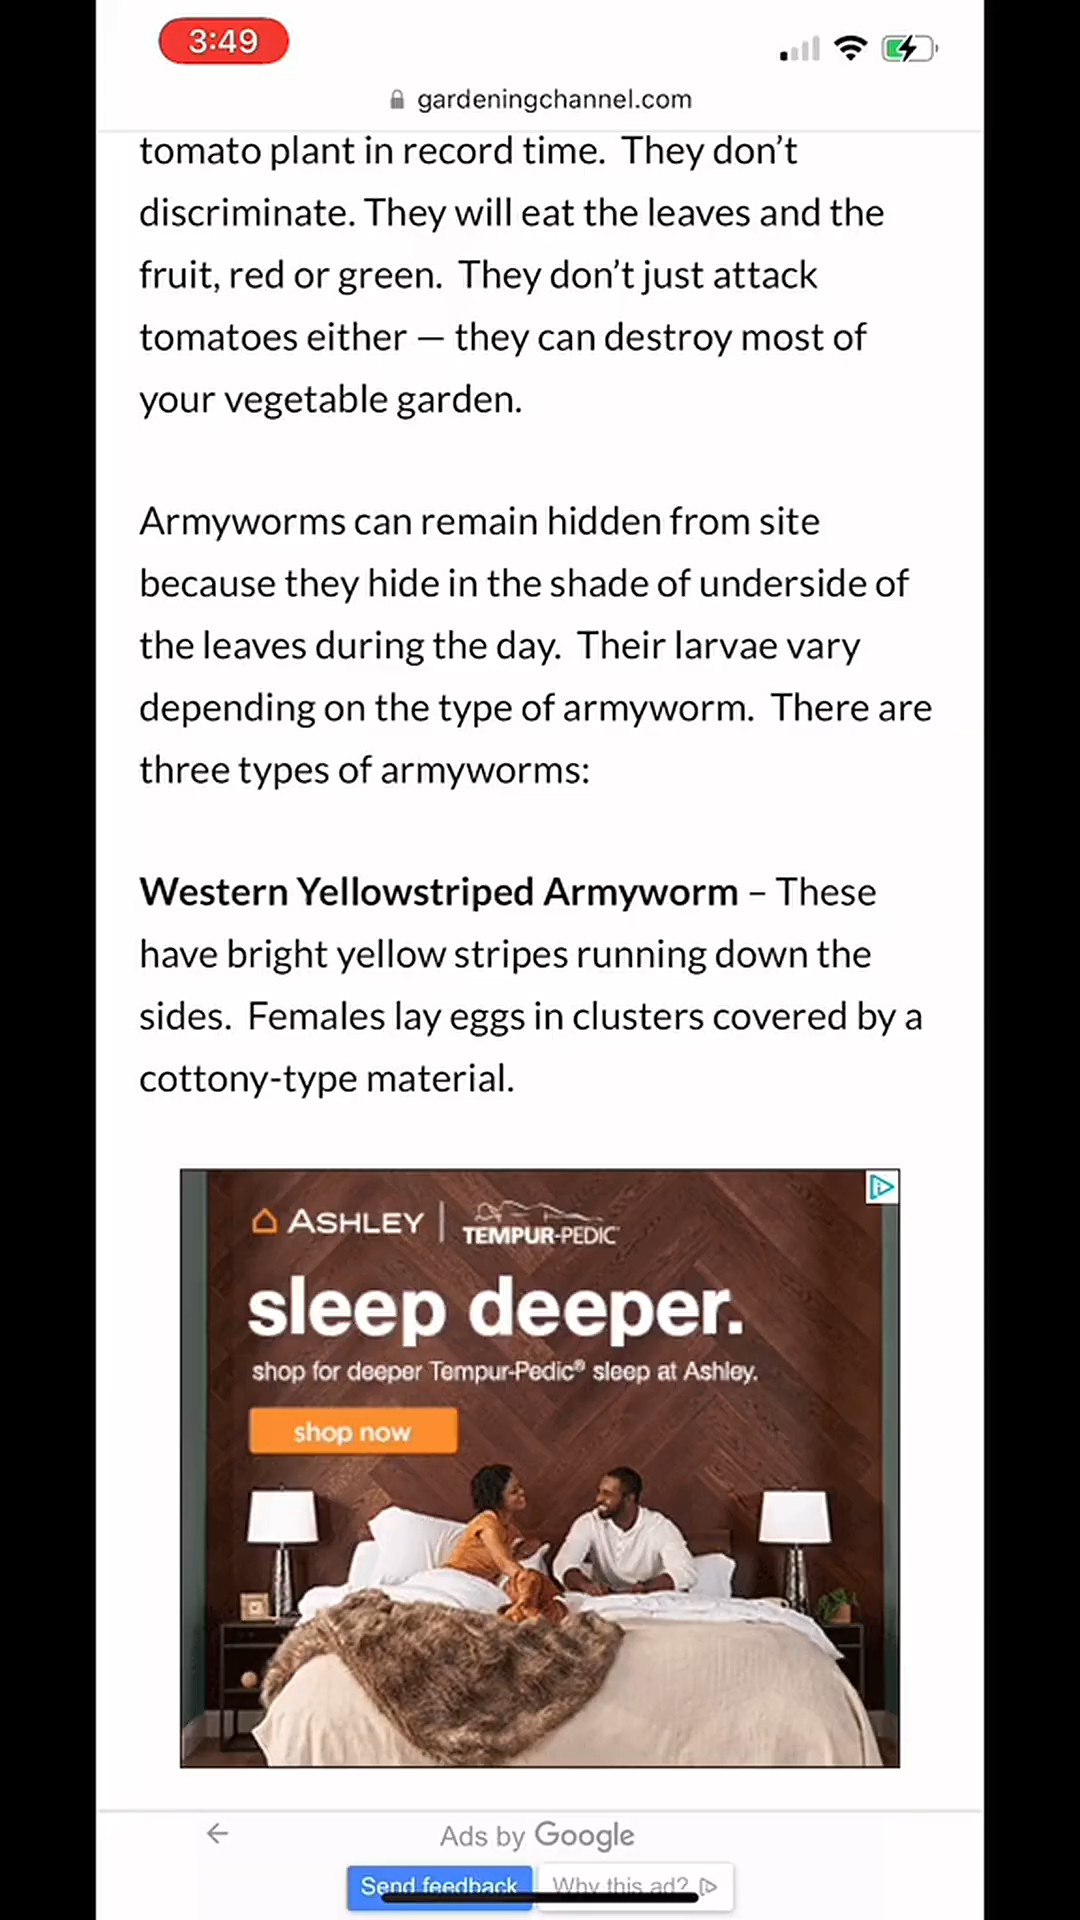 3:49
gardeningchannel.com
tomato plant in record time.  They don’t
discriminate. They will eat the leaves and the
fruit, red or green.  They don’t just attack
tomatoes either — they can destroy most of
your vegetable garden.
Armyworms can remain hidden from site
because they hide in the shade of underside of
the leaves during the day.  Their larvae vary
depending on the type of armyworm.  There are
three types of armyworms:
Western Yellowstriped Armyworm – These
have bright yellow stripes running down the
sides.  Females lay eggs in clusters covered by a
cottony-type material.
ASHLEY | TEMPUR-PEDIC
sleep deeper.
shop for deeper Tempur-Pedic® sleep at Ashley.
shop now
Ads by Google
Send feedback Why this ad?